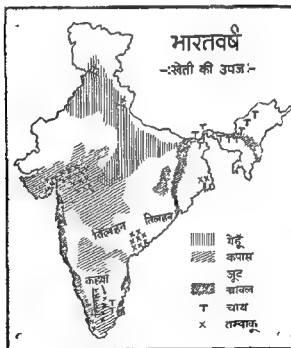 भारतवर्ष
-:खेती की उपज:-
तिलहन
तिलहन
कहवा
गेहूँ
कपास
जूट
चावल
T चाय
x तम्बाकू